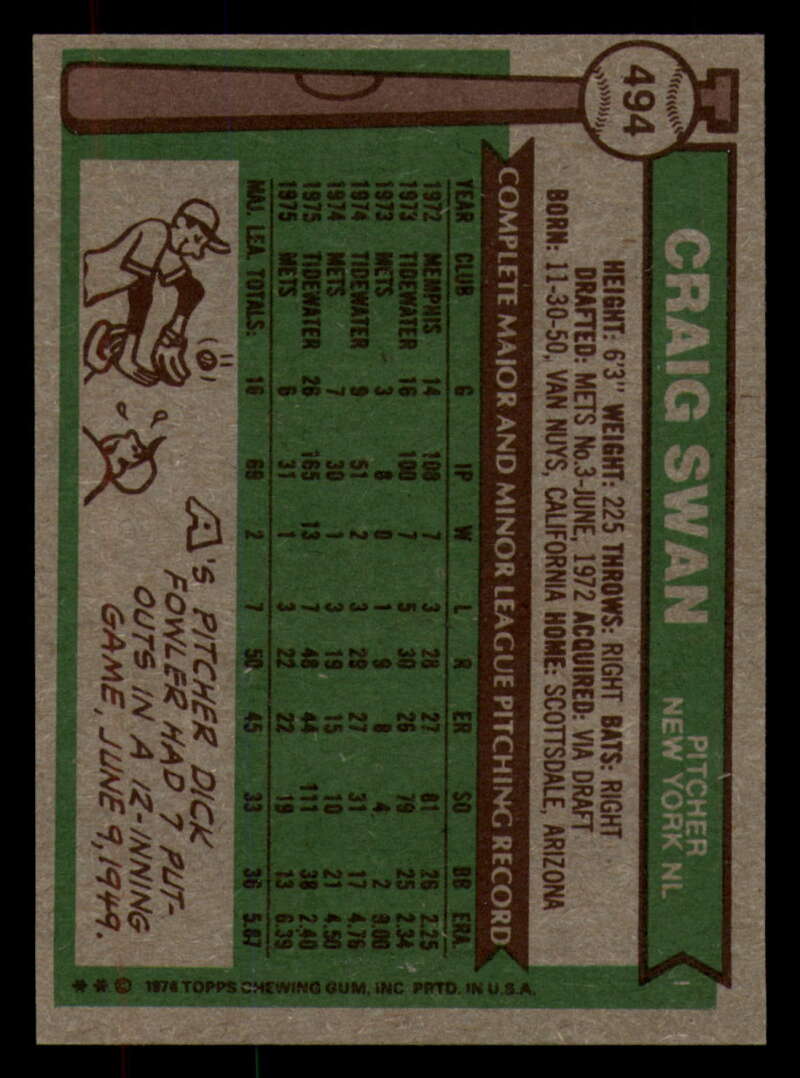 494
CRAIG SWAN
PITCHER
NEW YORK NL
HEIGHT: 6'3" WEIGHT: 225 THROWS: RIGHT BATS: RIGHT
DRAFTED: METS No.3-JUNE, 1972 ACQUIRED: VIA DRAFT
BORN: 11-30-50, VAN NUYS, CALIFORNIA HOME: SCOTTSDALE, ARIZONA
COMPLETE MAJOR AND MINOR LEAGUE PITCHING RECORD
YEAR CLUB G IP W L R ER SO BB ERA
1972 MEMPHIS 14 108 7 3 28 27 81 26 2.25
1973 TIDEWATER 16 100 7 5 30 26 79 25 2.34
1973 METS 3 8 0 1 9 8 4 2 9.00
1974 TIDEWATER 9 51 2 3 29 27 31 17 4.76
1974 METS 7 30 1 3 19 15 10 21 4.50
1975 TIDEWATER 26 165 13 7 48 44 111 38 2.40
1975 METS 6 31 1 3 22 22 19 13 6.39
MAJ. LEA. TOTALS: 16 69 2 7 50 45 33 36 5.87
A's PITCHER DICK
FOWLER HAD 7 PUT-
OUTS IN A 12-INNING
GAME, JUNE 9, 1949.
** © 1976 TOPPS CHEWING GUM, INC PRTD. IN U.S.A.